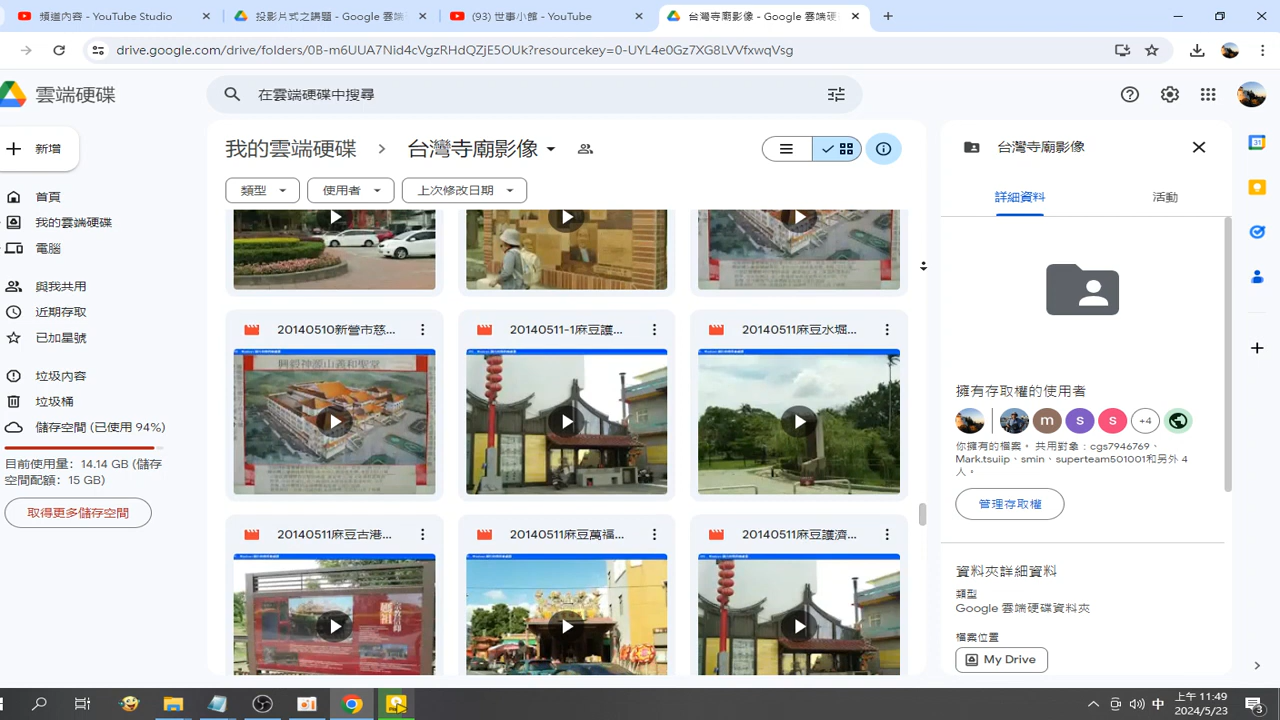 頻道內容 - YouTube Studio
投影片式之講題 - Google 雲端
(93) 世事小館 - YouTube
台灣寺廟影像 - Google 雲端硬
drive.google.com/drive/folders/0B-m6UUA7Nid4cVgzRHdQZjE5OUk?resourcekey=0-UYL4e0Gz7XG8LVVfxwqVsg
雲端硬碟
在雲端硬碟中搜尋
新增
首頁
我的雲端硬碟
電腦
與我共用
近期存取
已加星號
垃圾內容
垃圾桶
儲存空間 (已使用 94%)
目前使用量：14.14 GB (儲存
空間配額：15 GB)
取得更多儲存空間
我的雲端硬碟
台灣寺廟影像
類型
使用者
上次修改日期
20140510新營市慈...
20140511-1麻豆護...
20140511麻豆水堀...
興毅神源山義和聖堂
20140511麻豆古港...
20140511麻豆萬福...
20140511麻豆護濟...
台灣寺廟影像
詳細資料
活動
擁有存取權的使用者
m
s
s
+4
你擁有的檔案。 共用對象：cgs7946769、
Mark.tsuiip、smin、superteam501001和另外 4
人。
管理存取權
資料夾詳細資料
類型
Google 雲端硬碟資料夾
檔案位置
My Drive
31
中
上午 11:49
2024/5/23
3